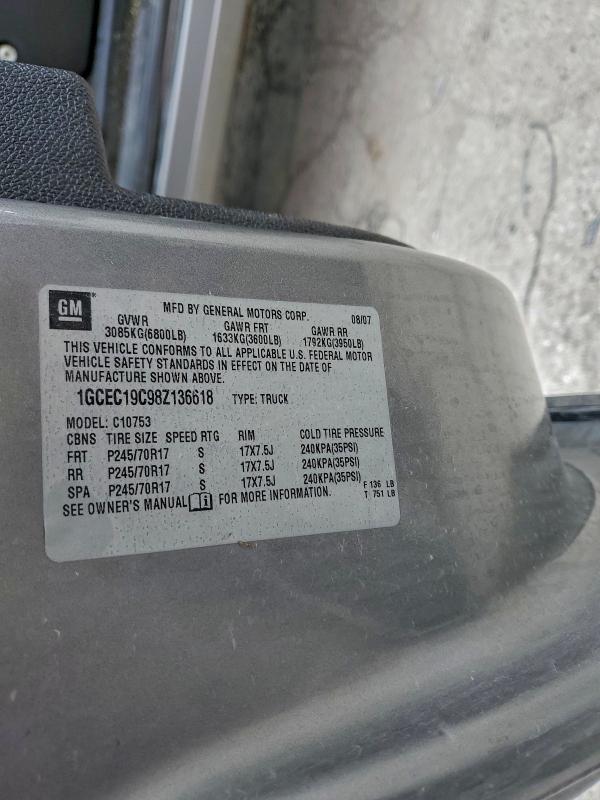 GM MFD BY GENERAL MOTORS CORP. 08/07
GVWR GAWR FRT GAWR RR
3085KG(6800LB) 1633KG(3600LB) 1792KG(3950LB)
THIS VEHICLE CONFORMS TO ALL APPLICABLE U.S. FEDERAL MOTOR
VEHICLE SAFETY STANDARDS IN EFFECT ON THE DATE OF
MANUFACTURE SHOWN ABOVE.
1GCEC19C98Z136618 TYPE: TRUCK
MODEL: C10753
CBNS TIRE SIZE SPEED RTG RIM COLD TIRE PRESSURE
FRT P245/70R17 S 17X7.5J 240KPA(35PSI)
RR P245/70R17 S 17X7.5J 240KPA(35PSI)
SPA P245/70R17 S 17X7.5J 240KPA(35PSI)
SEE OWNER'S MANUAL FOR MORE INFORMATION.
F 136 LB
T 751 LB